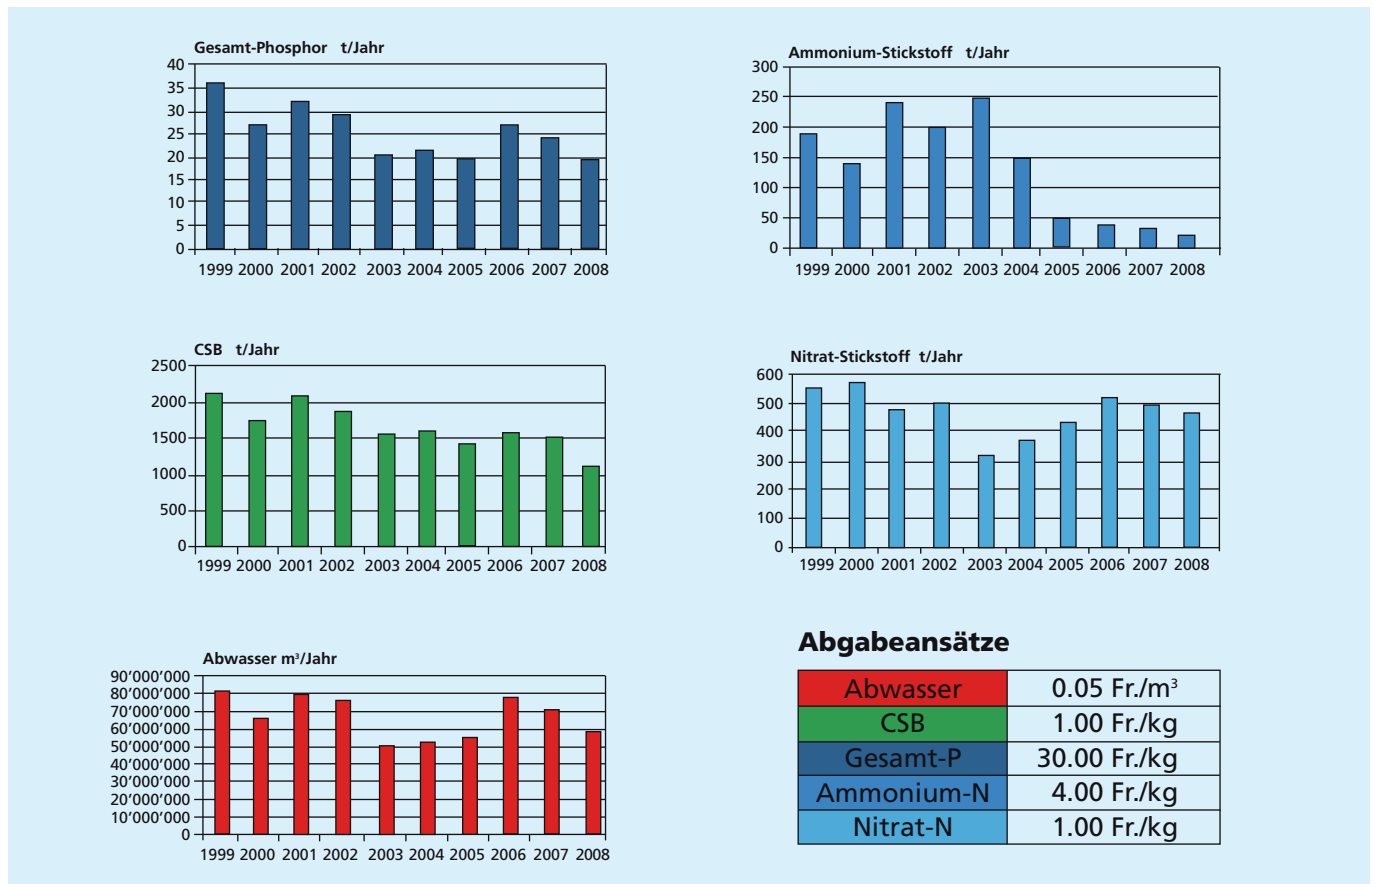 Gesamt-Phosphor t/Jahr
40
35
30
25
20
15
10
5
0
1999 2000 2001 2002 2003 2004 2005 2006 2007 2008
Ammonium-Stickstoff t/Jahr
300
250
200
150
100
50
0
1999 2000 2001 2002 2003 2004 2005 2006 2007 2008
CSB t/Jahr
2500
2000
1500
1000
500
0
1999 2000 2001 2002 2003 2004 2005 2006 2007 2008
Nitrat-Stickstoff t/Jahr
600
500
400
300
200
100
0
1999 2000 2001 2002 2003 2004 2005 2006 2007 2008
Abwasser m³/Jahr
90’000’000
80’000’000
70’000’000
60’000’000
50’000’000
40’000’000
30’000’000
20’000’000
10’000’000
0
1999 2000 2001 2002 2003 2004 2005 2006 2007 2008
Abgabeansätze
Abwasser 0.05 Fr./m³
CSB 1.00 Fr./kg
Gesamt-P 30.00 Fr./kg
Ammonium-N 4.00 Fr./kg
Nitrat-N 1.00 Fr./kg